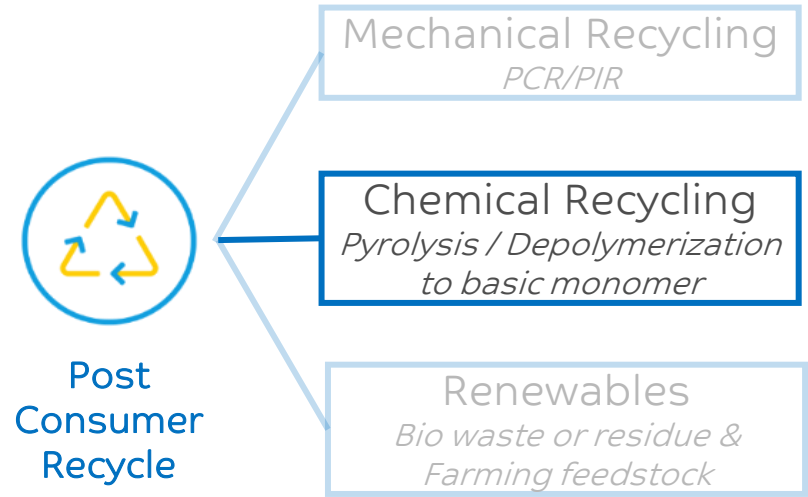 Mechanical Recycling
PCR/PIR
Chemical Recycling
Pyrolysis / Depolymerization
to basic monomer
Post
Consumer
Recycle
Renewables
Bio waste or residue &
Farming feedstock